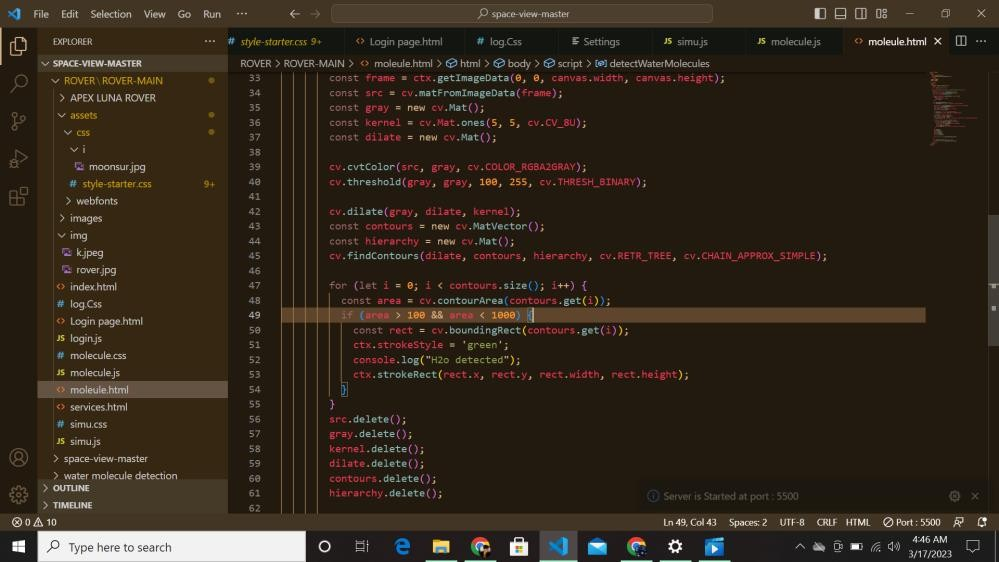 File Edit Selection View Go Run ··· space-view-master
EXPLORER ···
style-starter.css 9+ Login page.html log.Css Settings simu.js molecule.js moleule.html
SPACE-VIEW-MASTER
ROVER \ ROVER-MAIN
APEX LUNA ROVER
assets
css
i
moonsur.jpg
style-starter.css 9+
webfonts
images
img
k.jpeg
rover.jpg
index.html
log.Css
Login page.html
login.js
molecule.css
molecule.js
moleule.html
services.html
simu.css
simu.js
space-view-master
water molecule detection
OUTLINE
TIMELINE
ROVER > ROVER-MAIN > moleule.html > html > body > script > detectWaterMolecules
33 const frame = ctx.getImageData(0, 0, canvas.width, canvas.height);
34 const src = cv.matFromImageData(frame);
35 const gray = new cv.Mat();
36 const kernel = cv.Mat.ones(5, 5, cv.CV_8U);
37 const dilate = new cv.Mat();
38
39 cv.cvtColor(src, gray, cv.COLOR_RGBA2GRAY);
40 cv.threshold(gray, gray, 100, 255, cv.THRESH_BINARY);
41
42 cv.dilate(gray, dilate, kernel);
43 const contours = new cv.MatVector();
44 const hierarchy = new cv.Mat();
45 cv.findContours(dilate, contours, hierarchy, cv.RETR_TREE, cv.CHAIN_APPROX_SIMPLE);
46
47 for (let i = 0; i < contours.size(); i++) {
48 const area = cv.contourArea(contours.get(i));
49 if (area > 100 && area < 1000) {
50 const rect = cv.boundingRect(contours.get(i));
51 ctx.strokeStyle = 'green';
52 console.log("H2o detected");
53 ctx.strokeRect(rect.x, rect.y, rect.width, rect.height);
54 }
55 }
56 src.delete();
57 gray.delete();
58 kernel.delete();
59 dilate.delete();
60 contours.delete();
61 hierarchy.delete();
62
Server is Started at port : 5500
0 10 Ln 49, Col 43 Spaces: 2 UTF-8 CRLF HTML Port : 5500
Type here to search
4:46 AM
3/17/2023